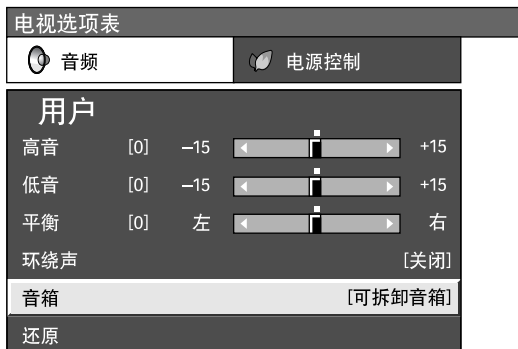 电视选项表
音频 电源控制
用户
高音 [0] −15 +15
低音 [0] −15 +15
平衡 [0] 左 右
环绕声 [关闭]
音箱 [可拆卸音箱]
还原